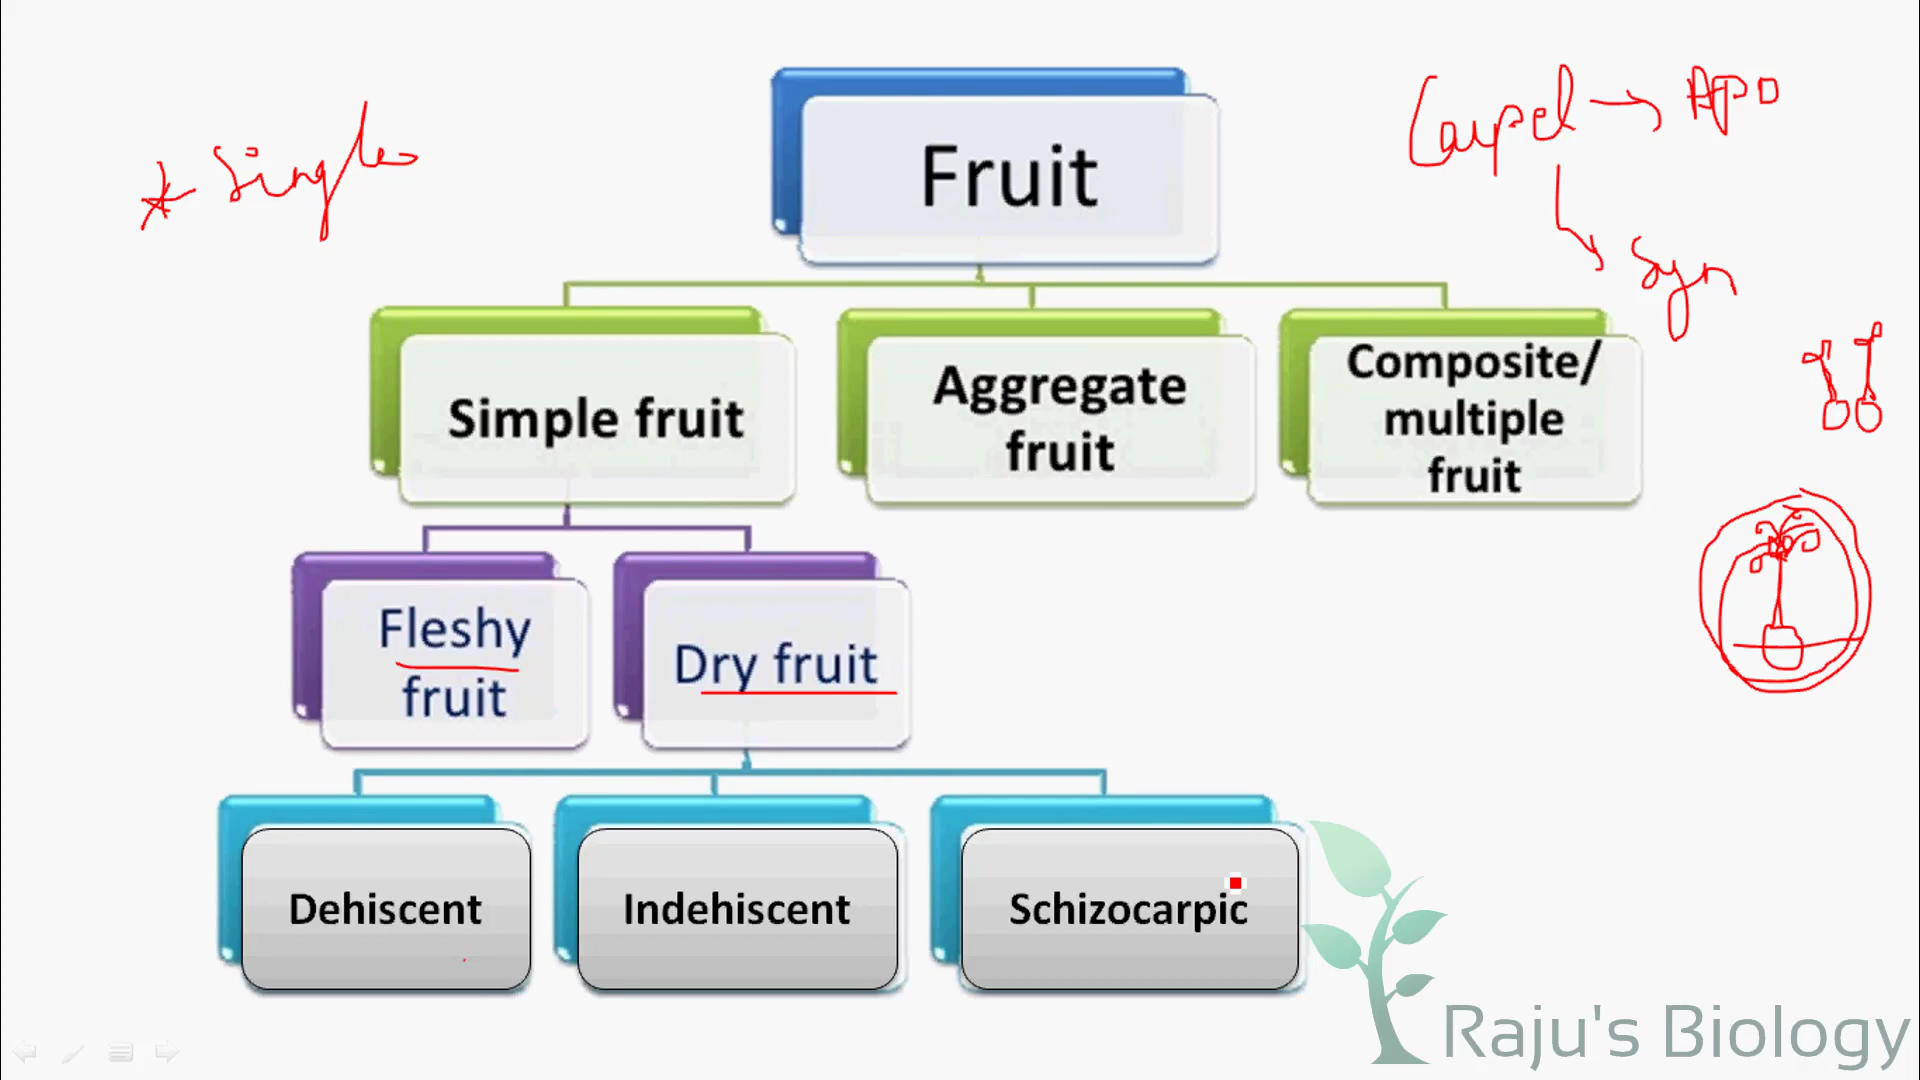 Fruit
* Single
Carpel → Apo
Syn
Simple fruit
Aggregate
fruit
Composite/
multiple
fruit
Fleshy
fruit
Dry fruit
Dehiscent
Indehiscent
Schizocarpic
Raju's Biology